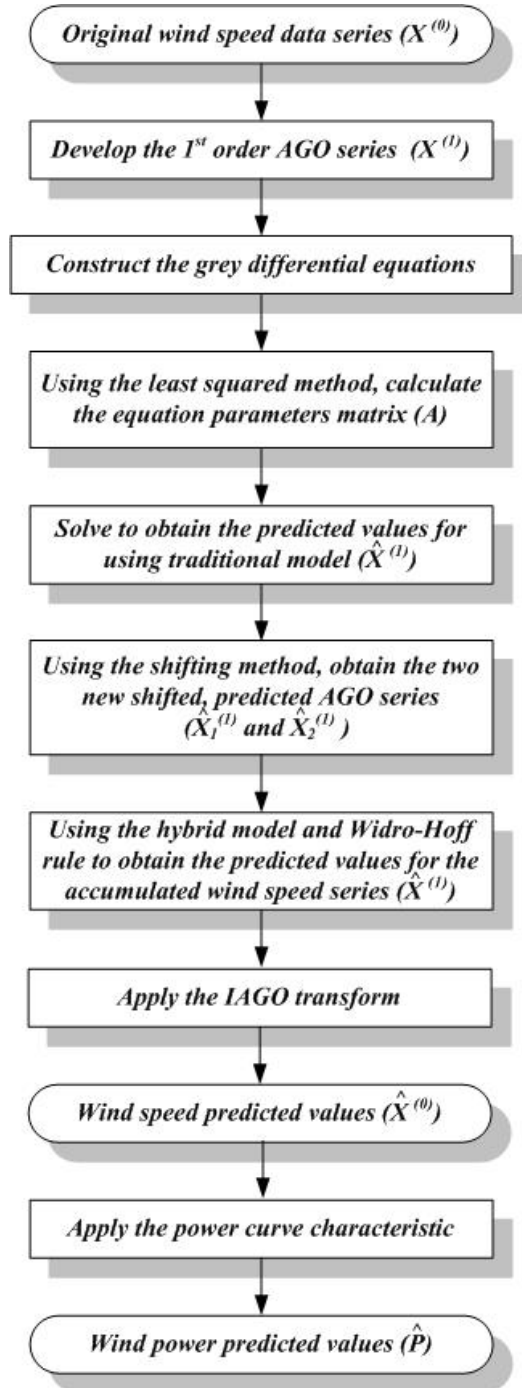 Original wind speed data series (X^(0))
Develop the 1^st order AGO series (X^(1))
Construct the grey differential equations
Using the least squared method, calculate
the equation parameters matrix (A)
Solve to obtain the predicted values for
using traditional model (X̂^(1))
Using the shifting method, obtain the two
new shifted, predicted AGO series
(X̂₁^(1) and X̂₂^(1) )
Using the hybrid model and Widro-Hoff
rule to obtain the predicted values for the
accumulated wind speed series (X̂^(1))
Apply the IAGO transform
Wind speed predicted values (X̂^(0))
Apply the power curve characteristic
Wind power predicted values (P̂)